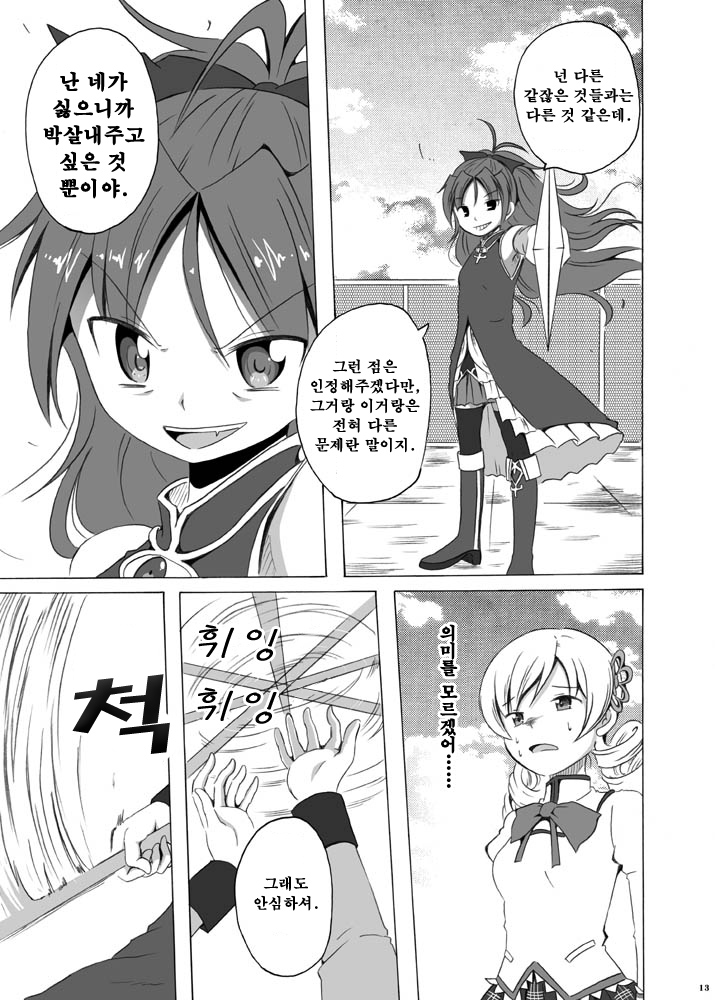 넌 다른
같잖은 것들과는
다른 것 같은데.
그런 점은
인정해주겠다만,
그거랑 이거랑은
전혀 다른
문제란 말이지.
난 네가
싫으니까
박살내주고
싶은 것
뿐이야.
의미를 모르겠어……
휘잉
휘잉
그래도
안심하셔.
척
13